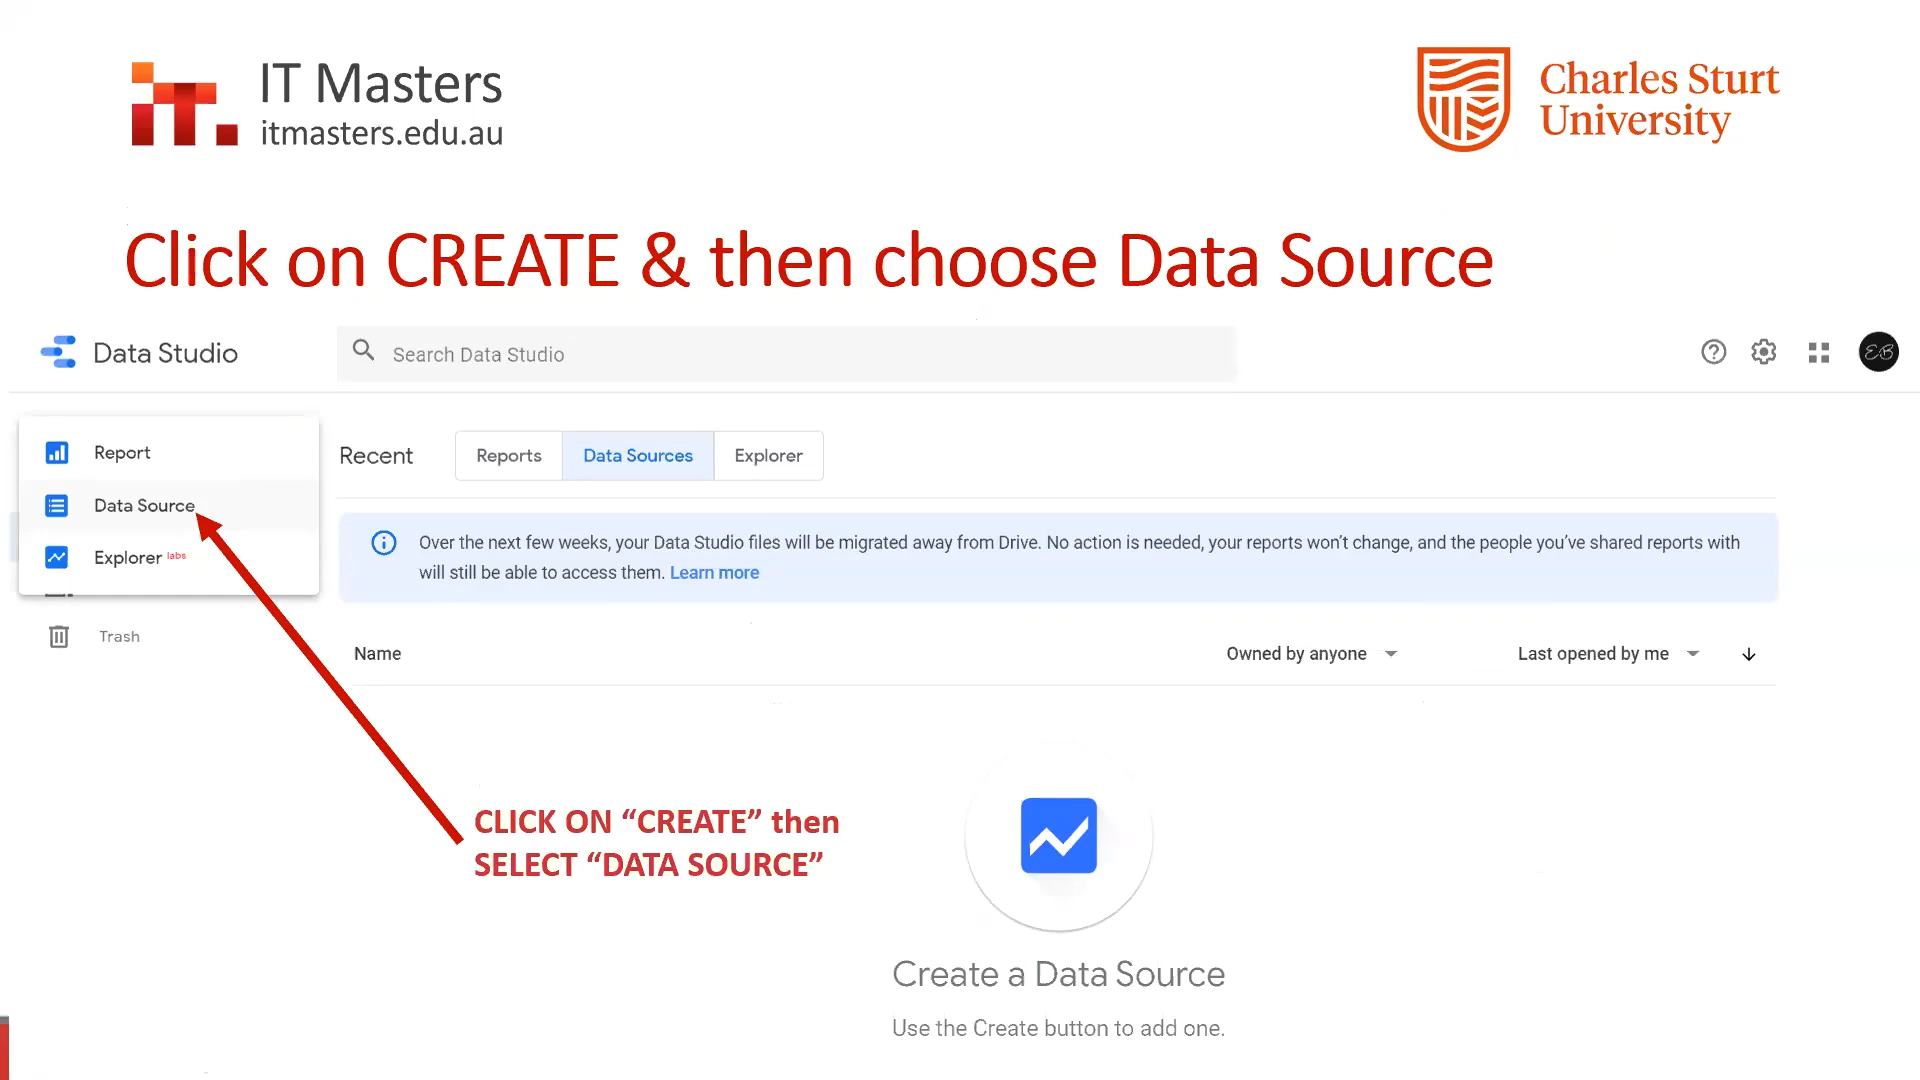 IT Masters
itmasters.edu.au
Charles Sturt
University
Click on CREATE & then choose Data Source
Data Studio
Search Data Studio
EB
Report
Data Source
Explorer labs
Trash
Recent
Reports
Data Sources
Explorer
Over the next few weeks, your Data Studio files will be migrated away from Drive. No action is needed, your reports won’t change, and the people you’ve shared reports with
will still be able to access them. Learn more
Name
Owned by anyone
Last opened by me
CLICK ON “CREATE” then
SELECT “DATA SOURCE”
Create a Data Source
Use the Create button to add one.